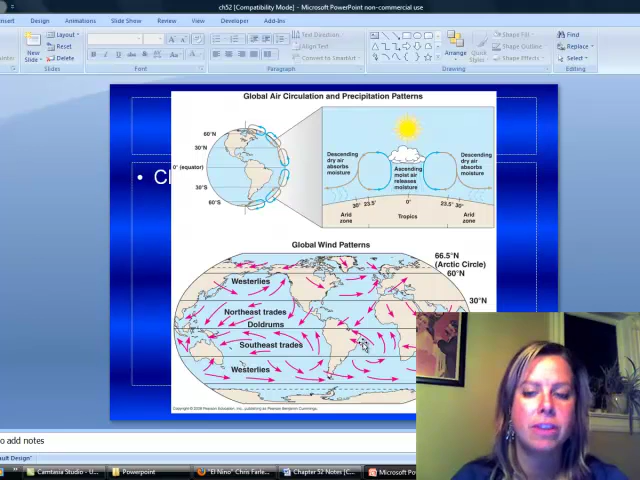 ch52 [Compatibility Mode] - Microsoft PowerPoint non-commercial use
Design Animations Slide Show Review View Developer Add-Ins
New Slide
Layout
Reset
Delete
Slides
Font
Paragraph
Text Direction
Align Text
Convert to SmartArt
Arrange
Quick Styles
Shape Fill
Shape Outline
Shape Effects
Drawing
Find
Replace
Select
Editing
Global Air Circulation and Precipitation Patterns
60°N
30°N
0° (equator)
30°S
60°S
Descending dry air absorbs moisture
Ascending moist air releases moisture
Descending dry air absorbs moisture
30° 23.5° 0° 23.5° 30°
Arid zone
Tropics
Arid zone
• C
Global Wind Patterns
66.5°N
(Arctic Circle)
60°N
30°N
Westerlies
Northeast trades
Doldrums
Southeast trades
Westerlies
Copyright © 2008 Pearson Education, Inc., publishing as Pearson Benjamin Cummings.
o add notes
Default Design"
Camtasia Studio - U...
Powerpoint
"El Nino" Chris Farle...
Chapter 52 Notes [C...
Microsoft Pow